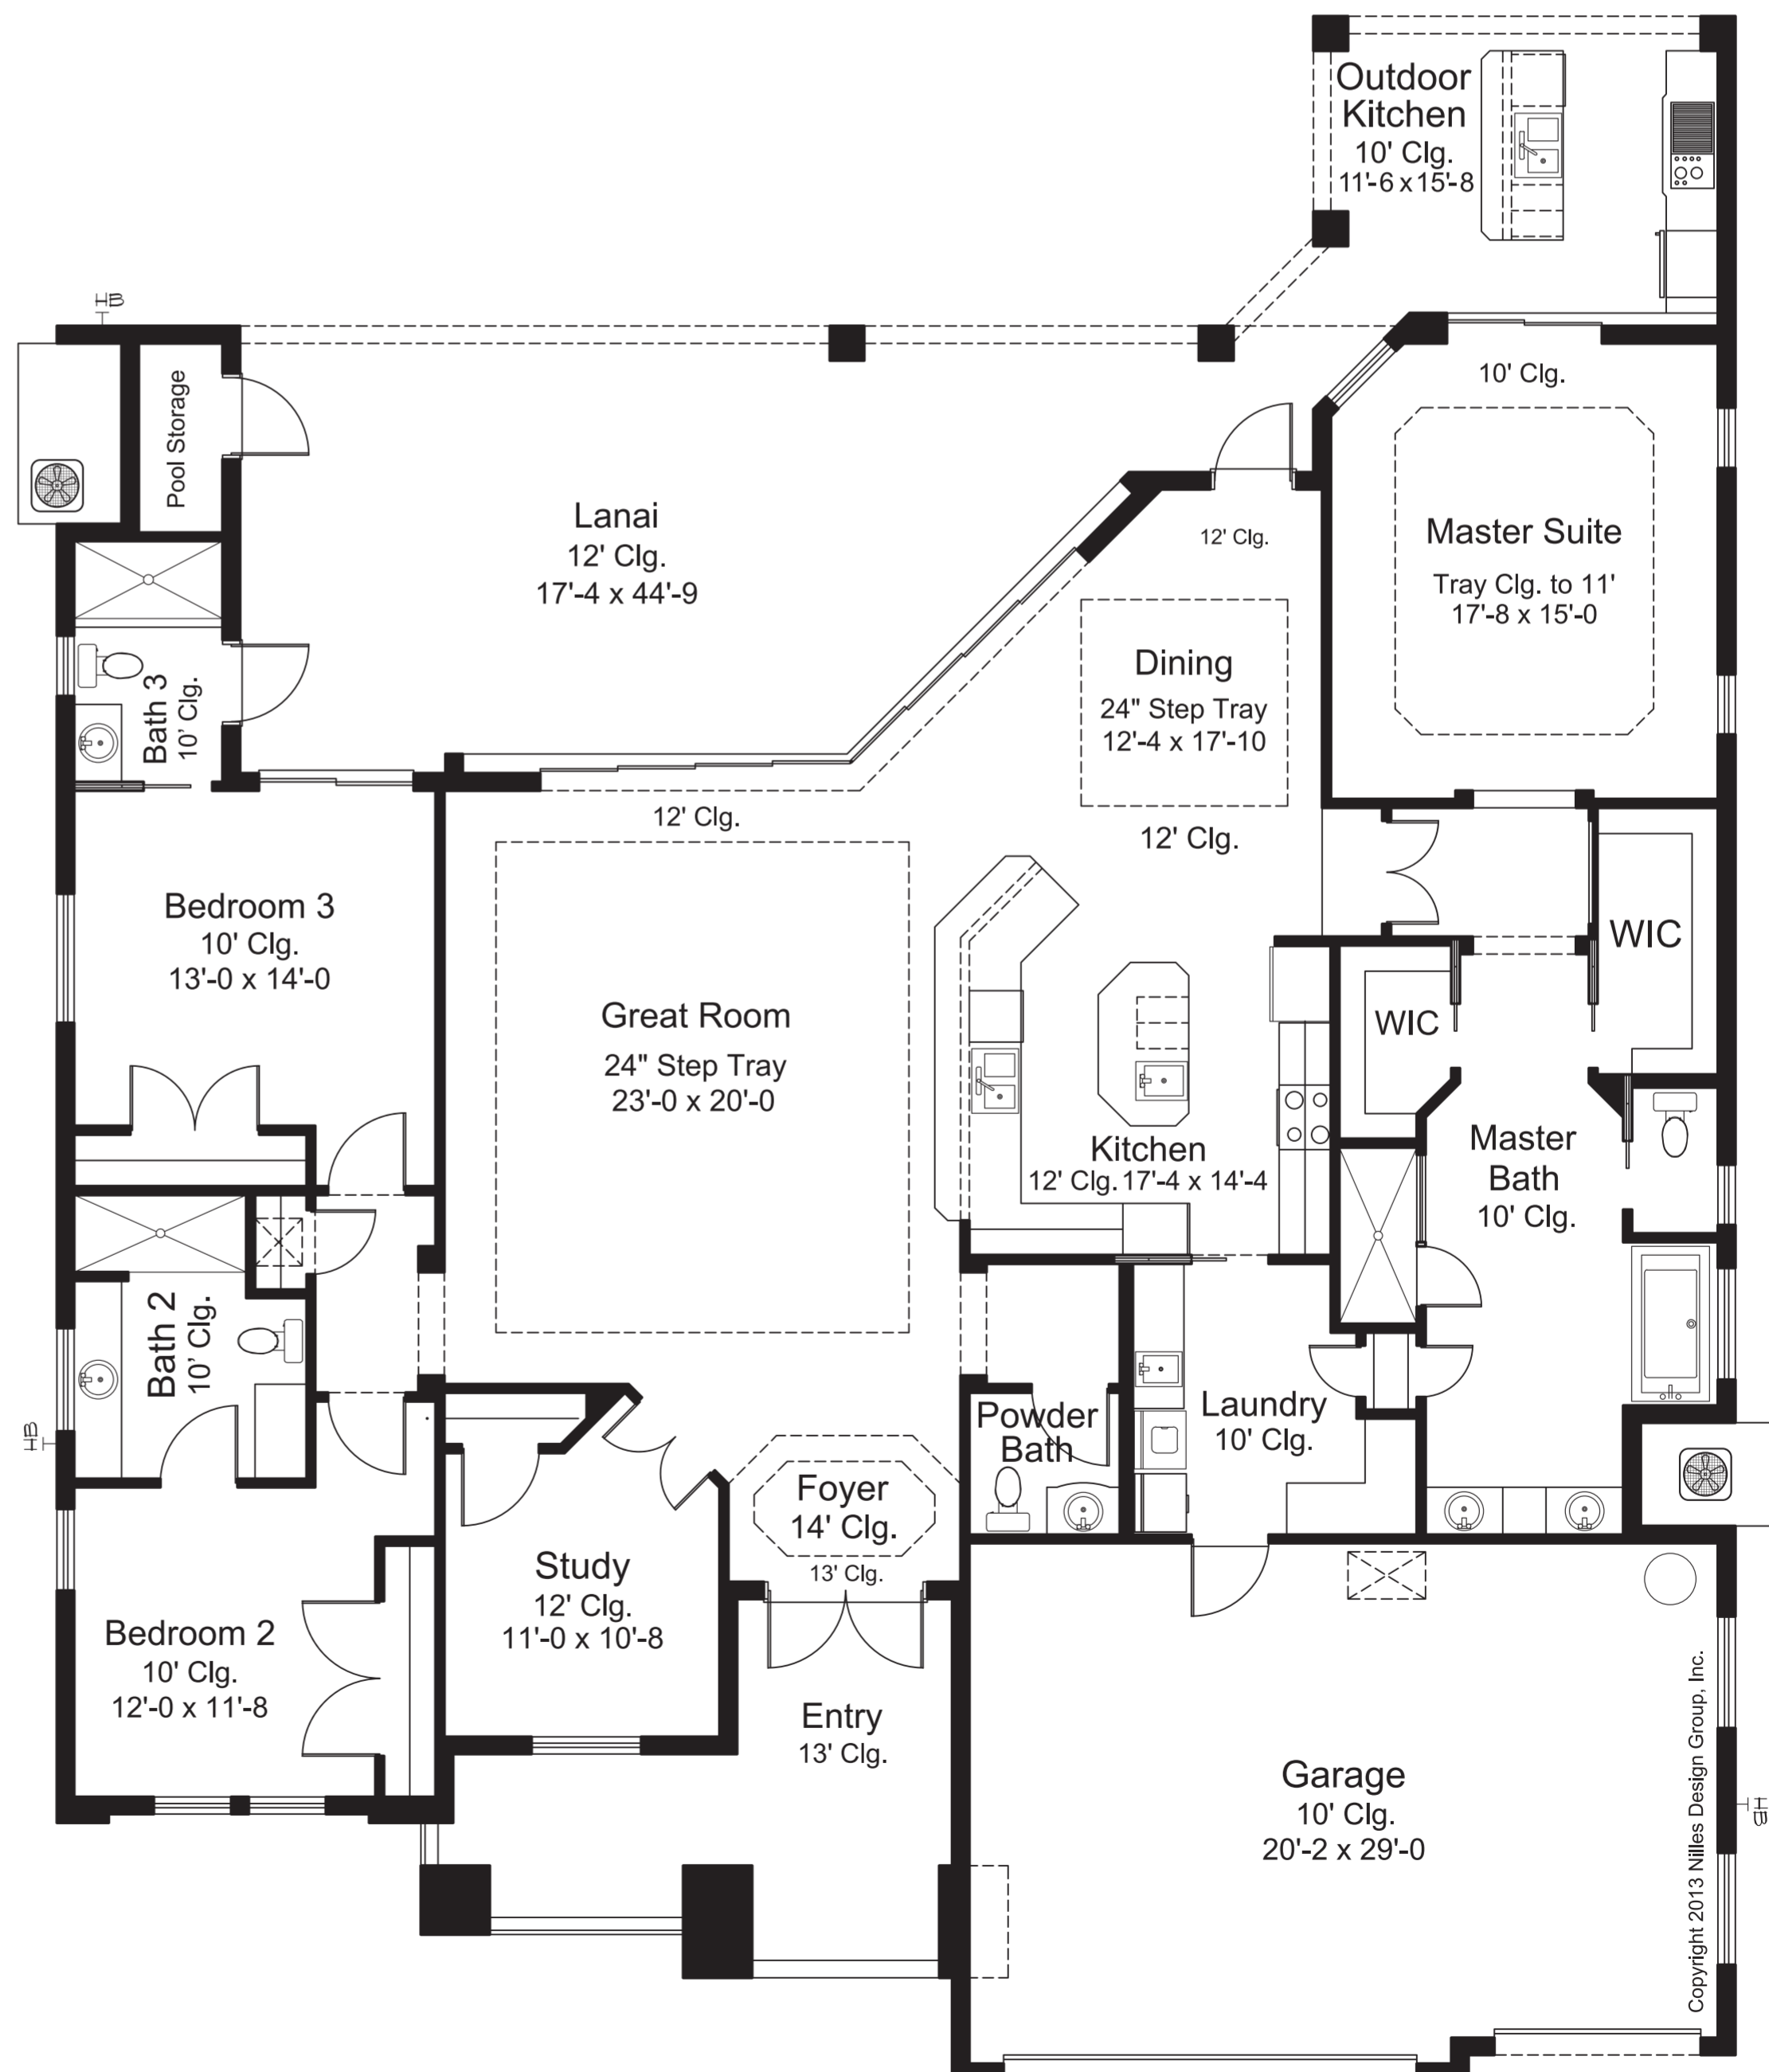 Outdoor
Kitchen
10' Clg.
11'-6 x 15'-8
HB
Pool Storage
10' Clg.
Lanai
12' Clg.
17'-4 x 44'-9
12' Clg.
Master Suite
Tray Clg. to 11'
17'-8 x 15'-0
Dining
24" Step Tray
12'-4 x 17'-10
Bath 3
10' Clg.
12' Clg.
12' Clg.
Bedroom 3
10' Clg.
13'-0 x 14'-0
WIC
Great Room
24" Step Tray
23'-0 x 20'-0
WIC
Kitchen
12' Clg. 17'-4 x 14'-4
Master
Bath
10' Clg.
Bath 2
10' Clg.
HB
Powder
Bath
Laundry
10' Clg.
Foyer
14' Clg.
13' Clg.
Study
12' Clg.
11'-0 x 10'-8
Bedroom 2
10' Clg.
12'-0 x 11'-8
Entry
13' Clg.
Garage
10' Clg.
20'-2 x 29'-0
Copyright 2013 Nilles Design Group, Inc.
HB